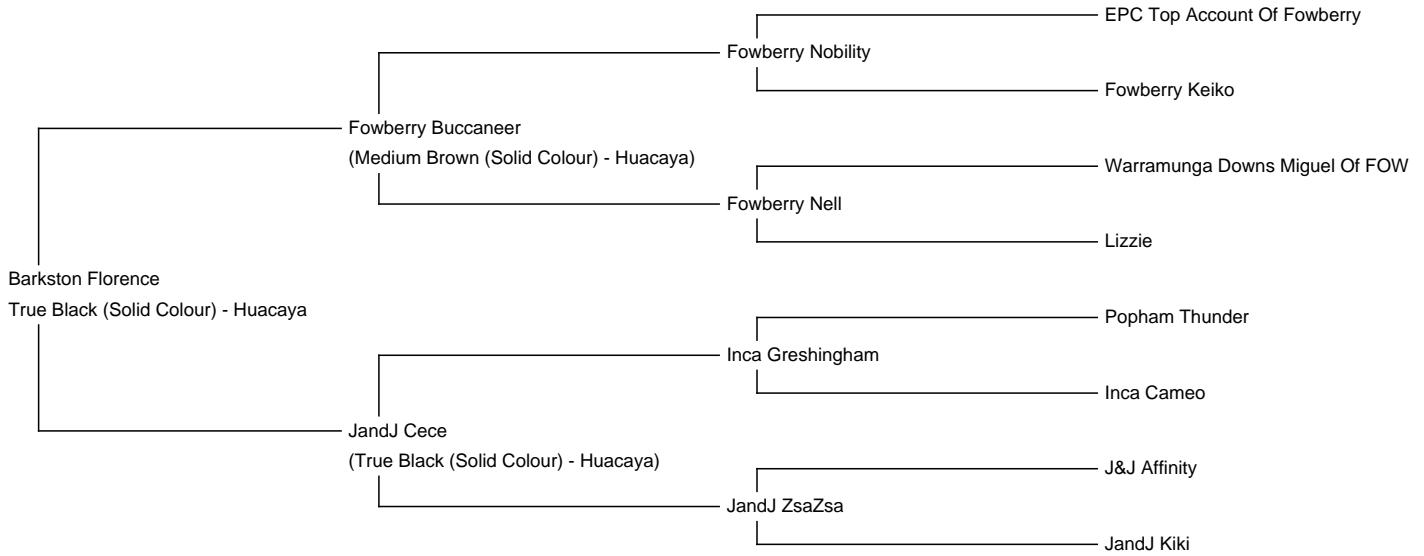 EPC Top Account Of Fowberry
Fowberry Nobility
Fowberry Keiko
Fowberry Buccaneer
(Medium Brown (Solid Colour) - Huacaya)
Warramunga Downs Miguel Of FOW
Fowberry Nell
Lizzie
Barkston Florence
True Black (Solid Colour) - Huacaya
Popham Thunder
Inca Greshingham
Inca Cameo
JandJ Cece
(True Black (Solid Colour) - Huacaya)
J&J Affinity
JandJ ZsaZsa
JandJ Kiki